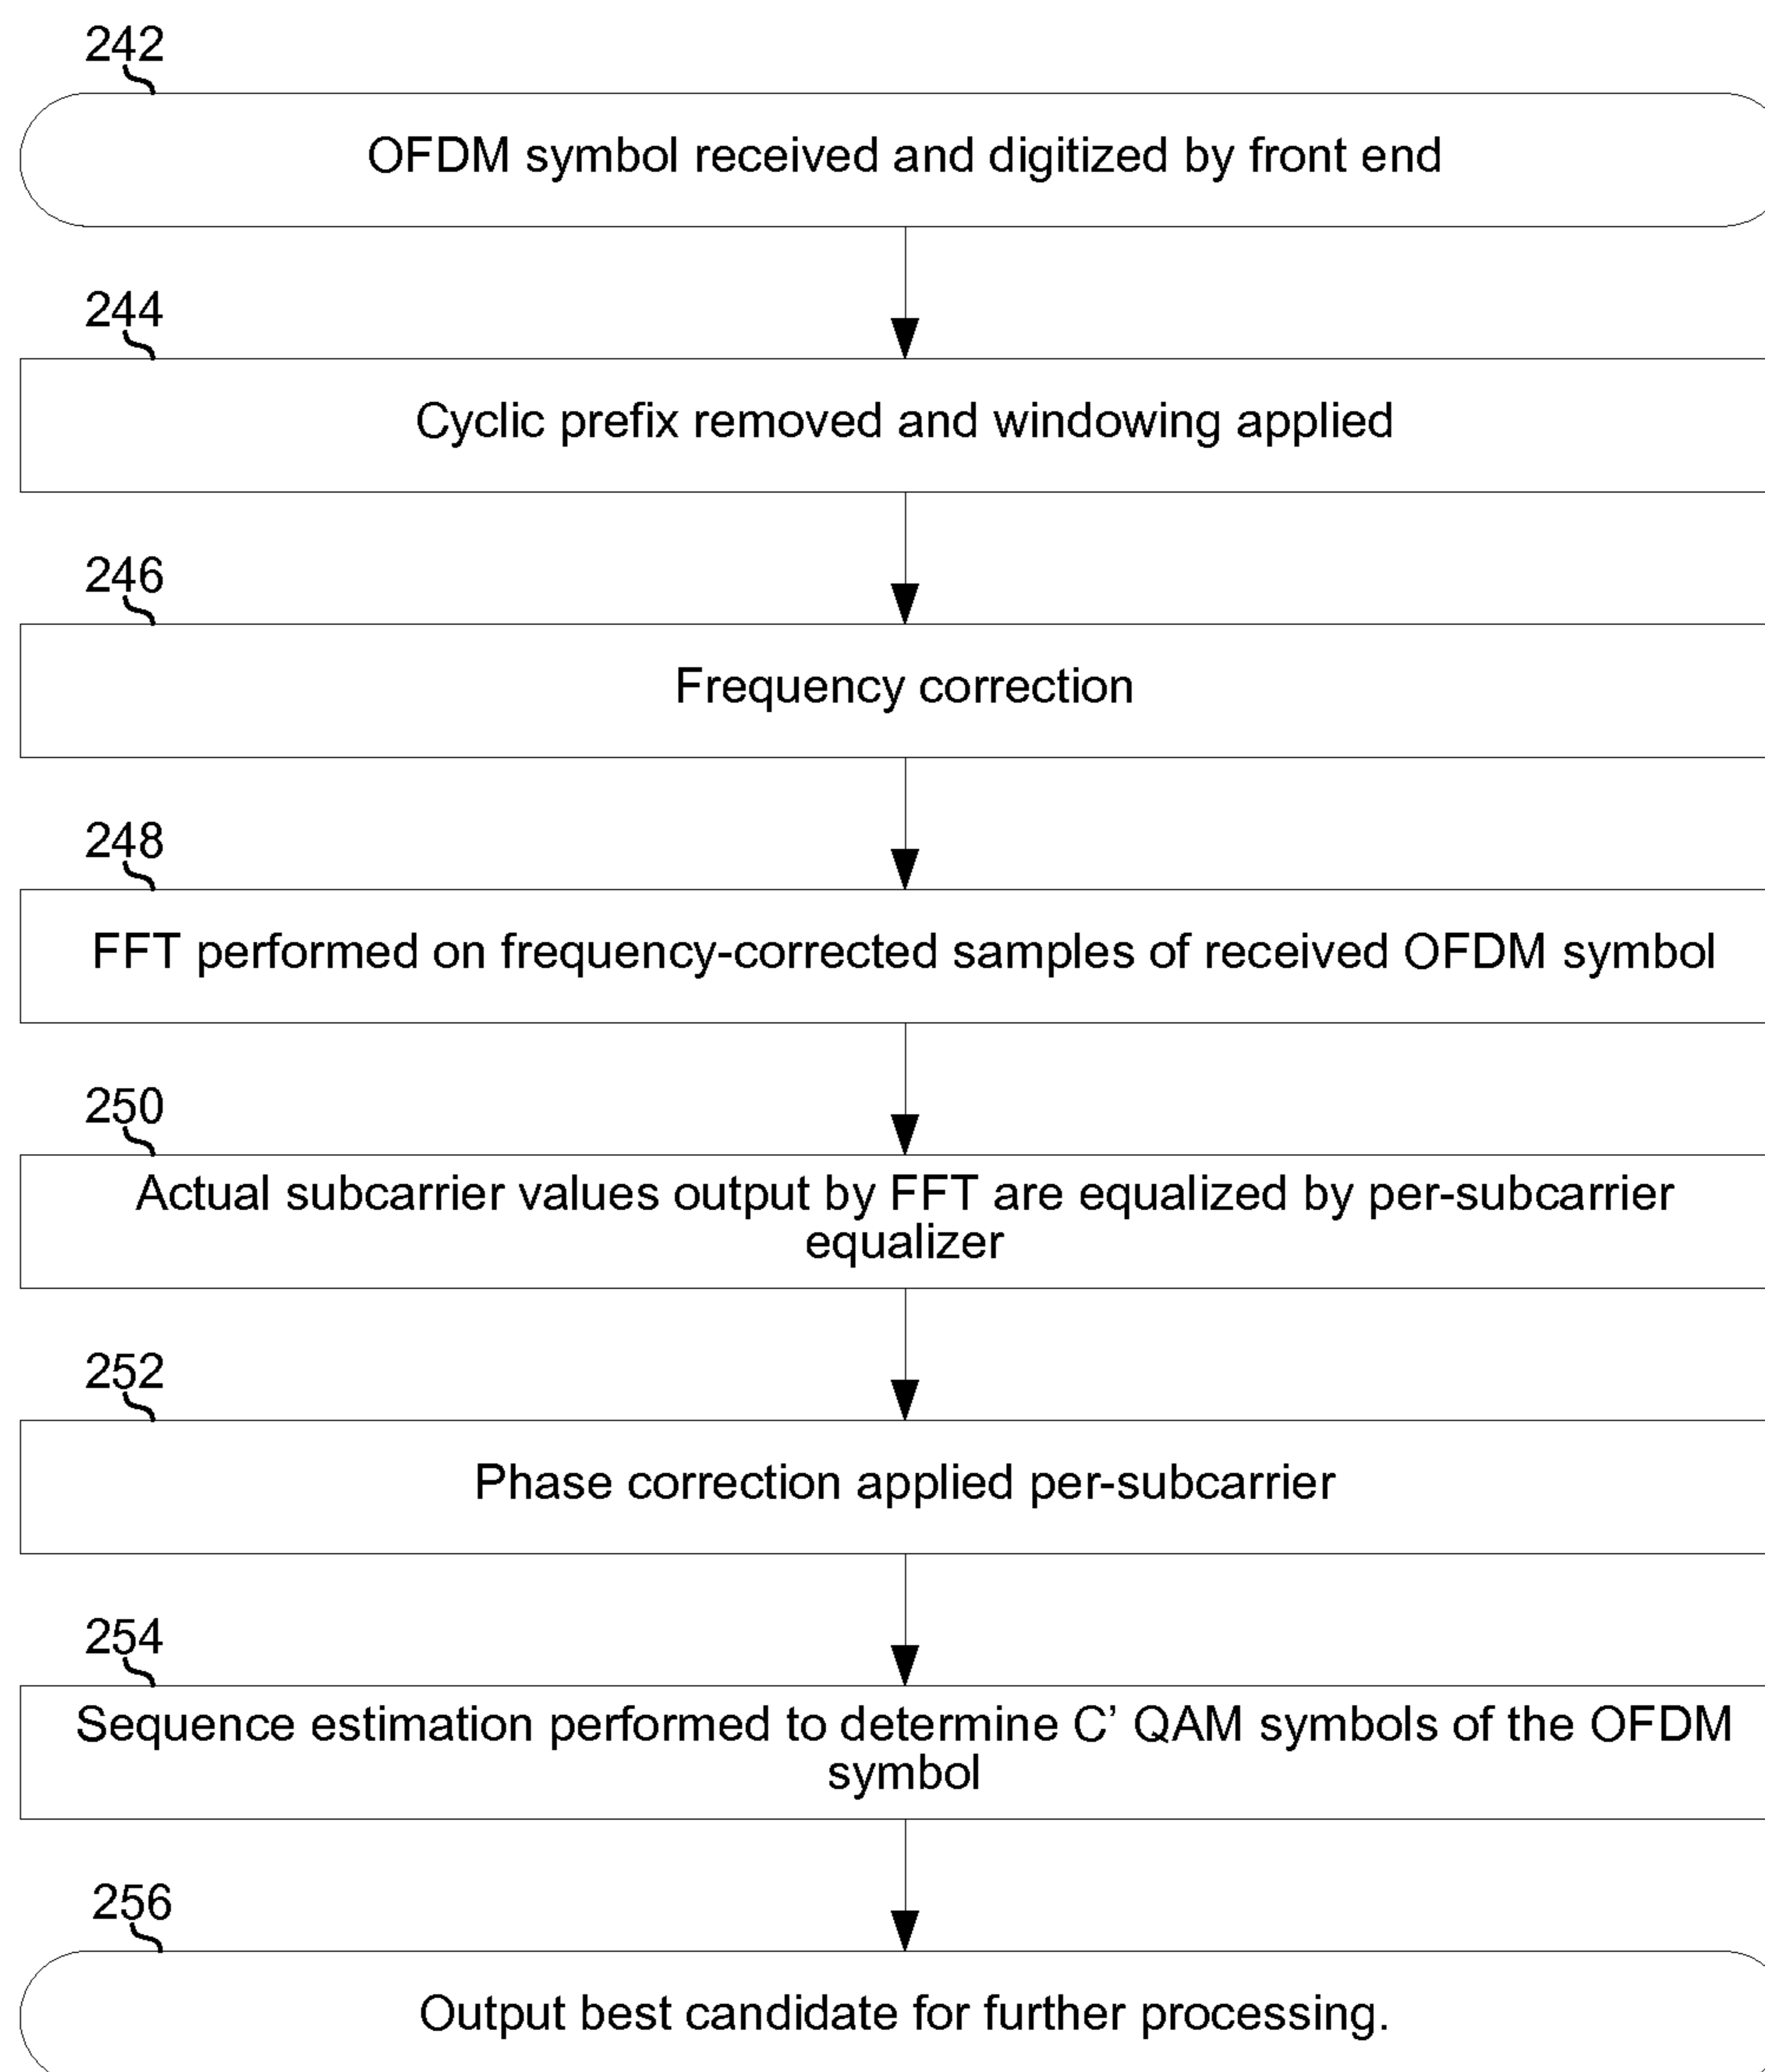 242
OFDM symbol received and digitized by front end
244
Cyclic prefix removed and windowing applied
246
Frequency correction
248
FFT performed on frequency-corrected samples of received OFDM symbol
250
Actual subcarrier values output by FFT are equalized by per-subcarrier
equalizer
252
Phase correction applied per-subcarrier
254
Sequence estimation performed to determine C’ QAM symbols of the OFDM
symbol
256
Output best candidate for further processing.